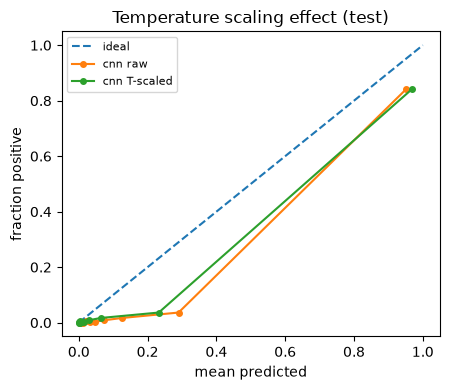 Temperature scaling effect (test)
ideal
cnn raw
cnn T-scaled
fraction positive
1.0
0.8
0.6
0.4
0.2
0.0
0.0 0.2 0.4 0.6 0.8 1.0
mean predicted